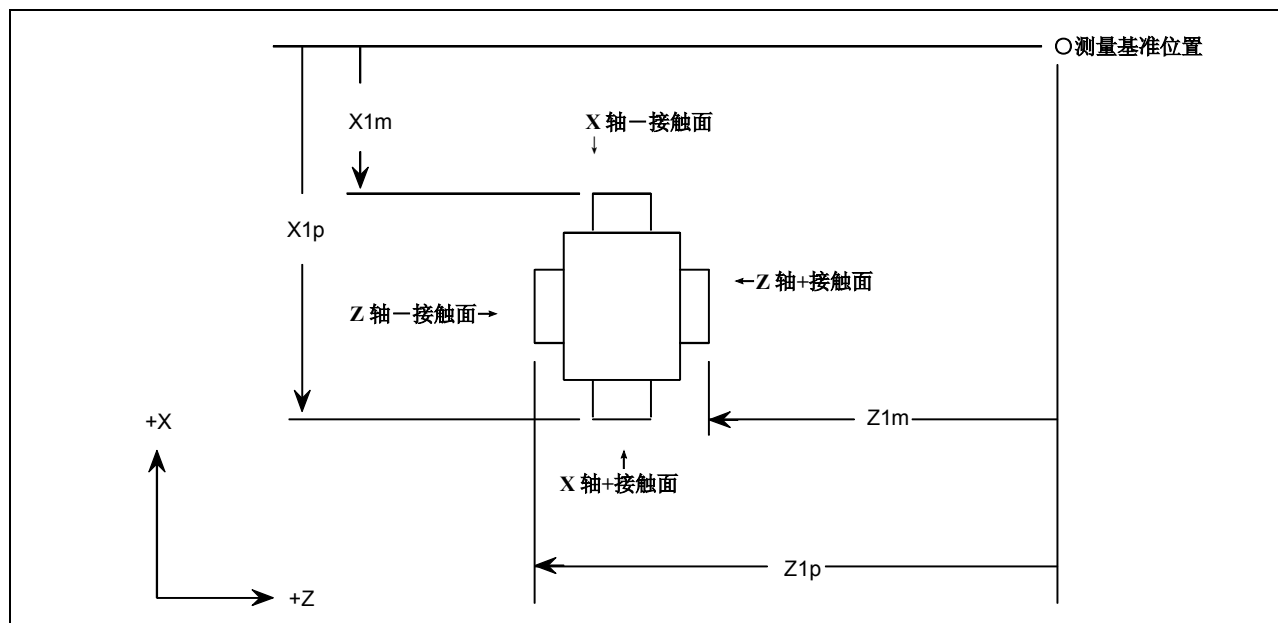 ○测量基准位置
X1m
X 轴－接触面
↓
X1p
←Z 轴+接触面
Z 轴－接触面→
Z1m
+X
↑
X 轴+接触面
Z1p
+Z